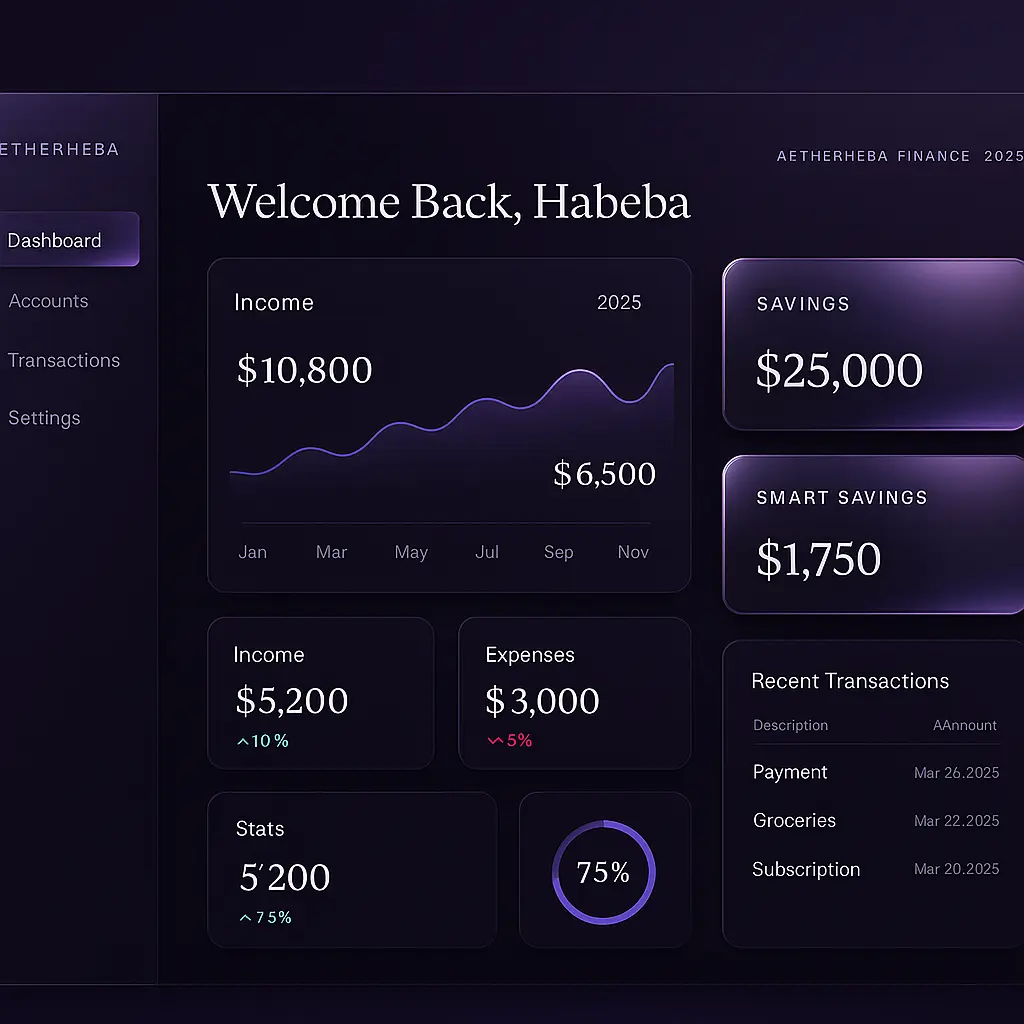 ETHERHEBA
Dashboard
Accounts
Transactions
Settings
AETHERHEBA FINANCE 2025
Welcome Back, Habeba
Income 2025
$10,800
$6,500
Jan Mar May Jul Sep Nov
SAVINGS
$25,000
SMART SAVINGS
$1,750
Income
$5,200
10%
Expenses
$3,000
5%
Stats
5′200
75%
75%
Recent Transactions
Description AAnnount
Payment Mar 26.2025
Groceries Mar 22.2025
Subscription Mar 20.2025